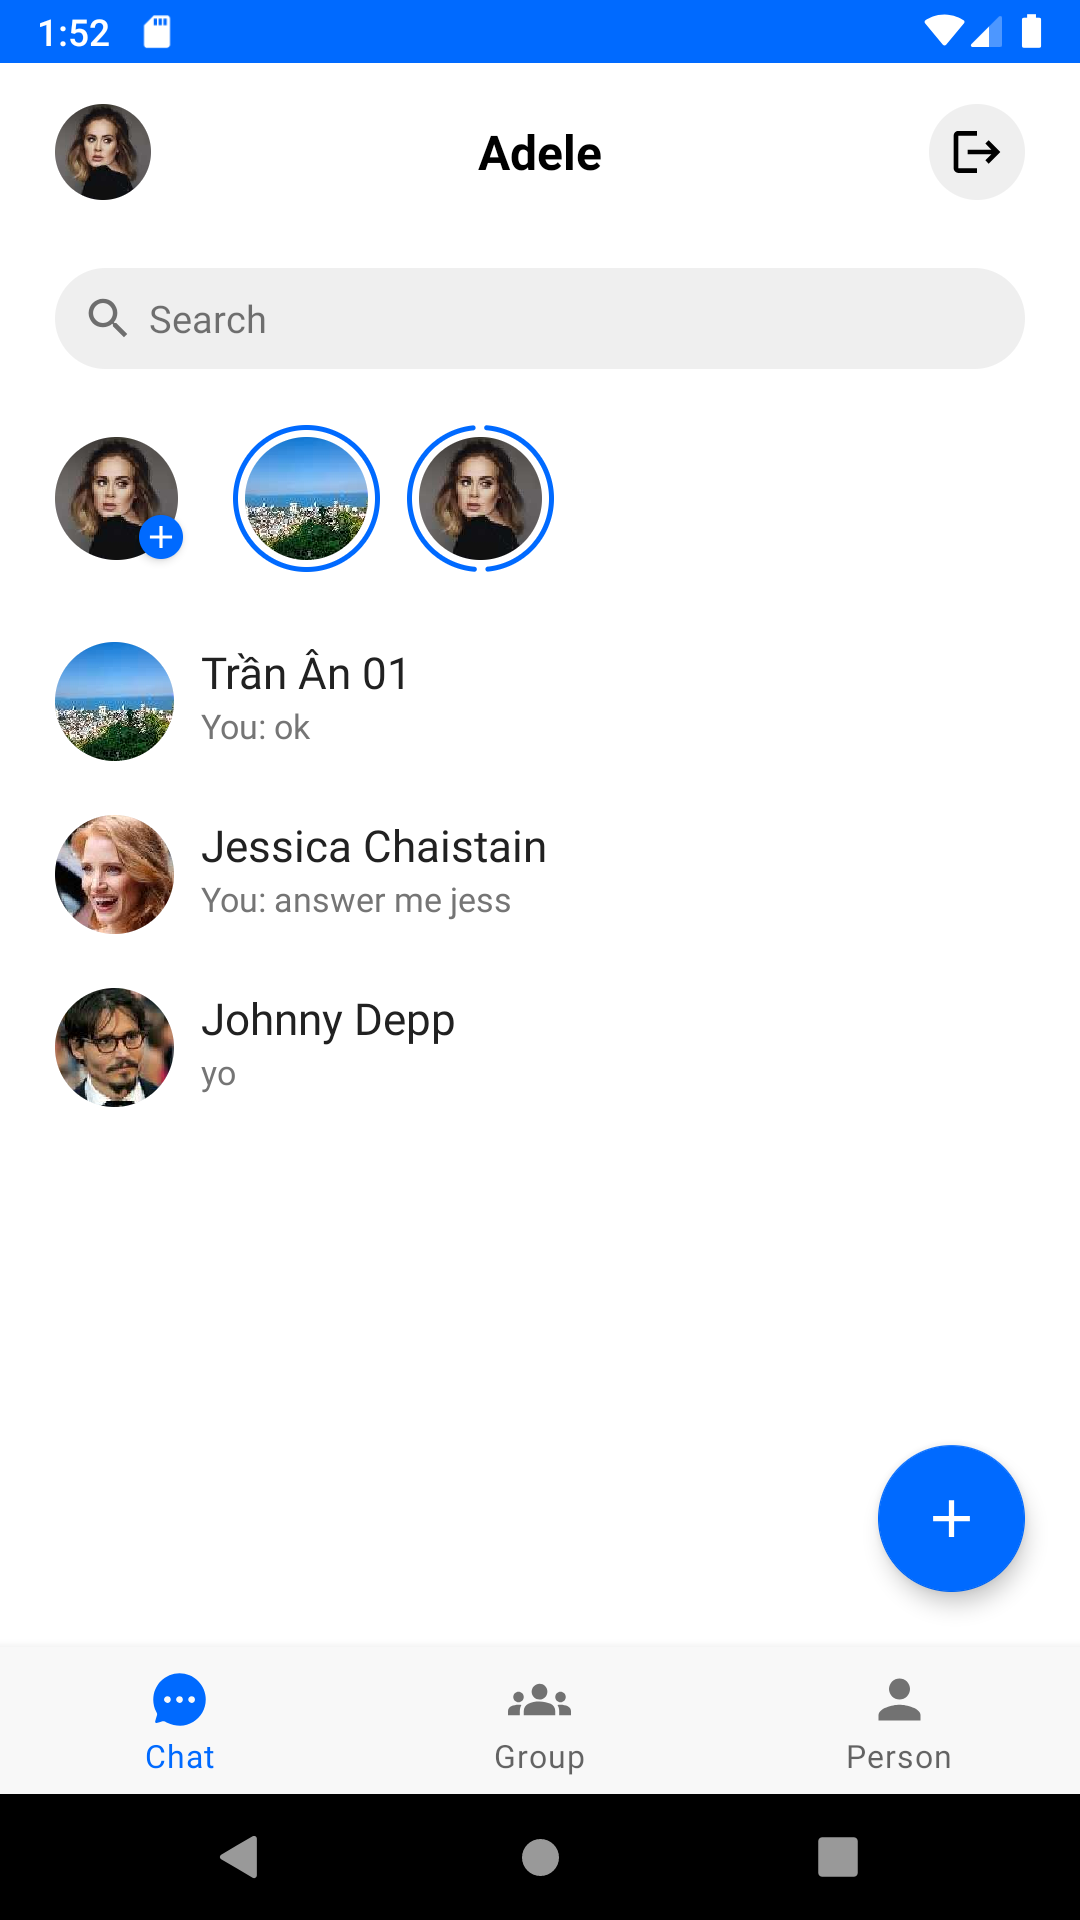 1:52
Adele
Search
Trần Ân 01
You: ok
Jessica Chaistain
You: answer me jess
Johnny Depp
yo
Chat
Group
Person